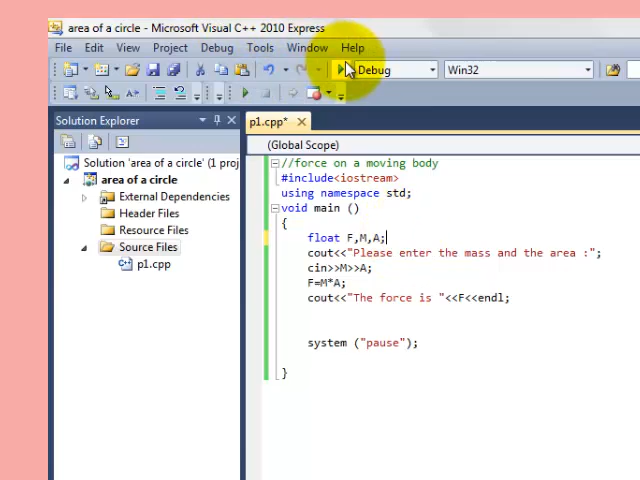 area of a circle - Microsoft Visual C++ 2010 Express
File Edit View Project Debug Tools Window Help
Debug Win32
Solution Explorer
p1.cpp*
(Global Scope)
Solution 'area of a circle' (1 proj
area of a circle
External Dependencies
Header Files
Resource Files
Source Files
p1.cpp
//force on a moving body
#include<iostream>
using namespace std;
void main ()
{
float F,M,A;
cout<<"Please enter the mass and the area :";
cin>>M>>A;
F=M*A;
cout<<"The force is "<<F<<endl;
system ("pause");
}